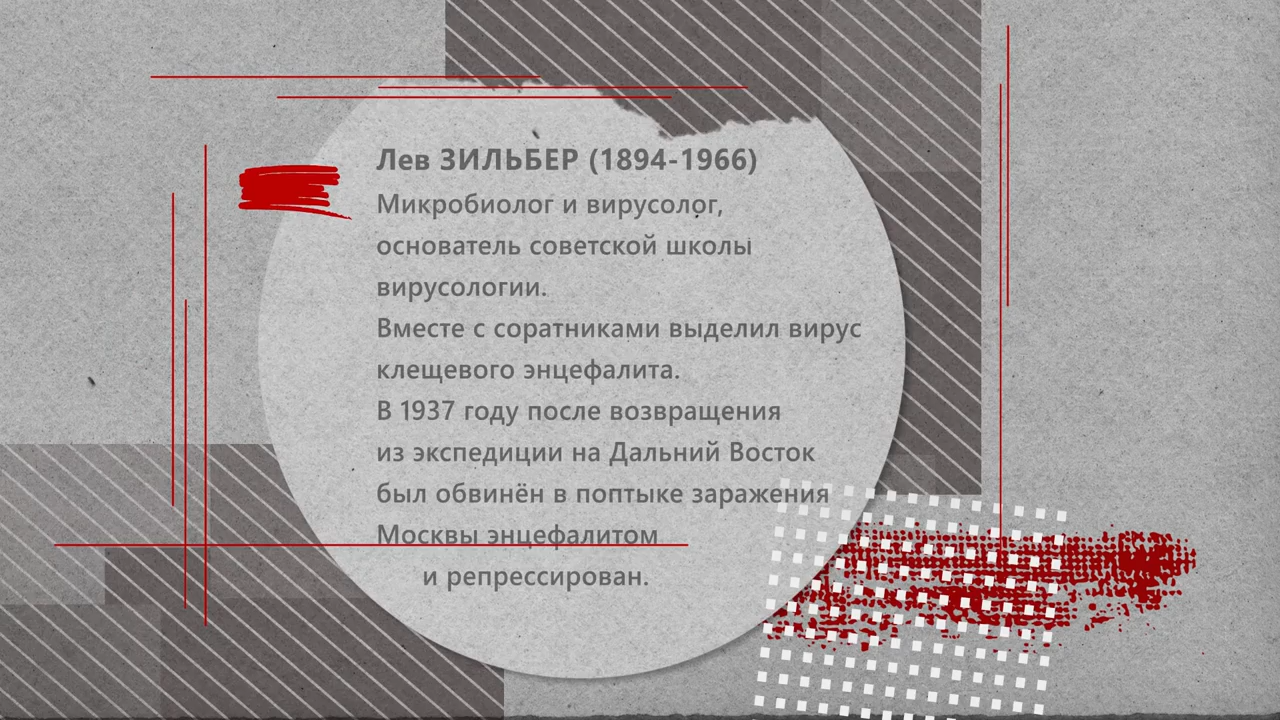 Лев ЗИЛЬБЕР (1894-1966)
Микробиолог и вирусолог,
основатель советской школы
вирусологии.
Вместе с соратниками выделил вирус
клещевого энцефалита.
В 1937 году после возвращения
из экспедиции на Дальний Восток
был обвинён в поптыке заражения
Москвы энцефалитом
и репрессирован.